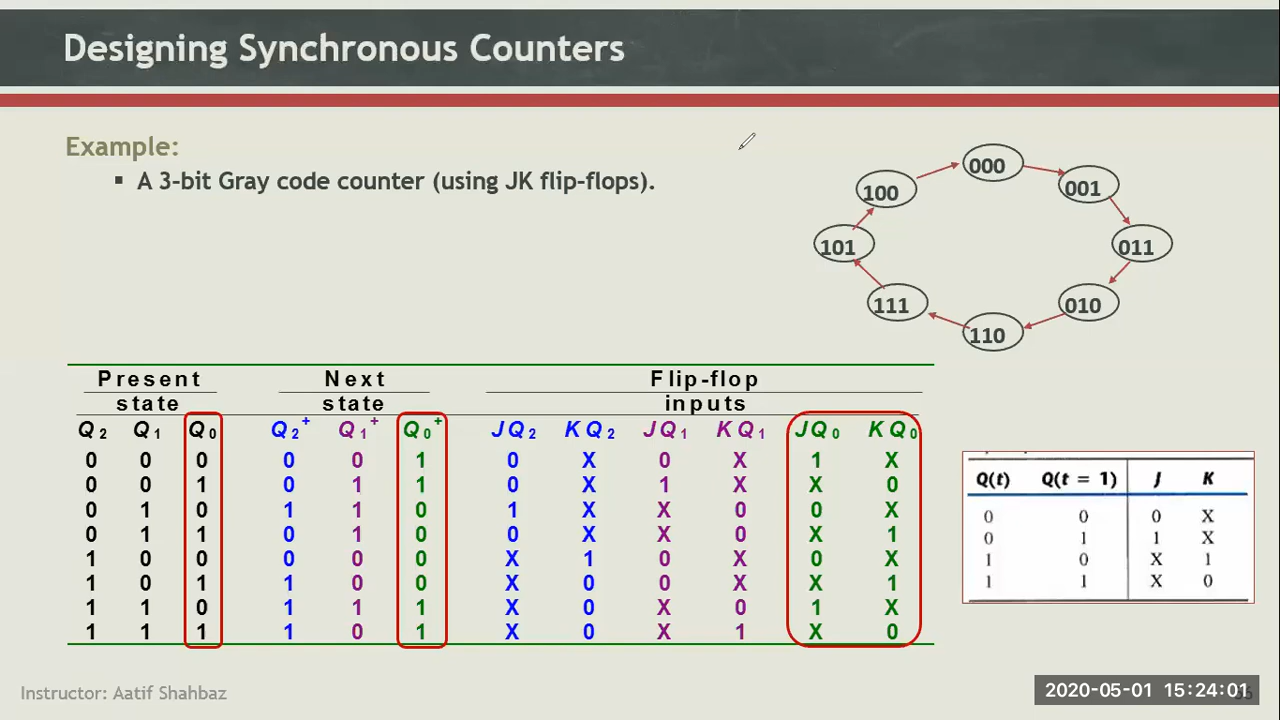 Designing Synchronous Counters
Example:
▪ A 3-bit Gray code counter (using JK flip-flops).
000
100
001
101
011
111
010
110
Present Next Flip-flop
state state inputs
Q2 Q1 Q0 Q2+ Q1+ Q0+ JQ2 KQ2 JQ1 KQ1 JQ0 KQ0
0 0 0 0 0 1 0 X 0 X 1 X
0 0 1 0 1 1 0 X 1 X X 0
0 1 0 1 1 0 1 X X 0 0 X
0 1 1 0 1 0 0 X X 0 X 1
1 0 0 0 0 0 X 1 0 X 0 X
1 0 1 1 0 0 X 0 0 X X 1
1 1 0 1 1 1 X 0 X 0 1 X
1 1 1 1 0 1 X 0 X 1 X 0
Q(t) Q(t = 1) J K
0 0 0 X
0 1 1 X
1 0 X 1
1 1 X 0
Instructor: Aatif Shahbaz
2020-05-01 15:24:01